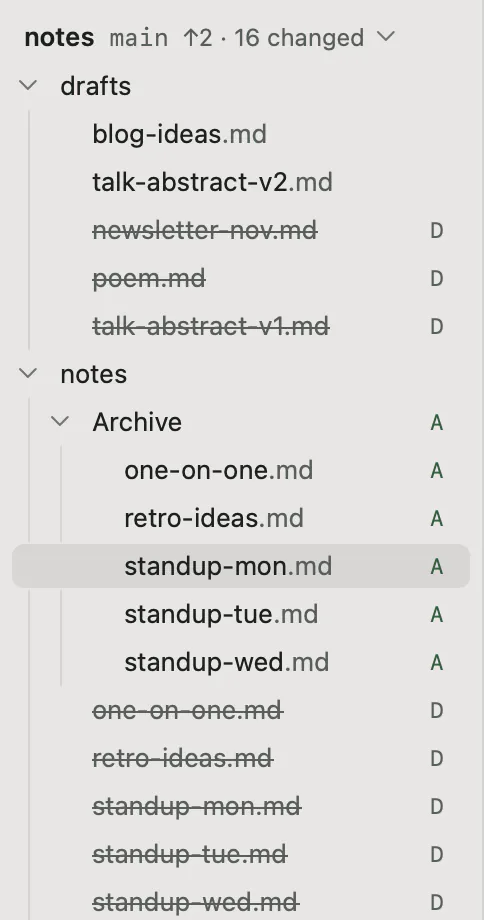 notes main ↑2 · 16 changed
drafts
blog-ideas.md
talk-abstract-v2.md
newsletter-nov.md D
poem.md D
talk-abstract-v1.md D
notes
Archive A
one-on-one.md A
retro-ideas.md A
standup-mon.md A
standup-tue.md A
standup-wed.md A
one-on-one.md D
retro-ideas.md D
standup-mon.md D
standup-tue.md D
standup-wed.md D